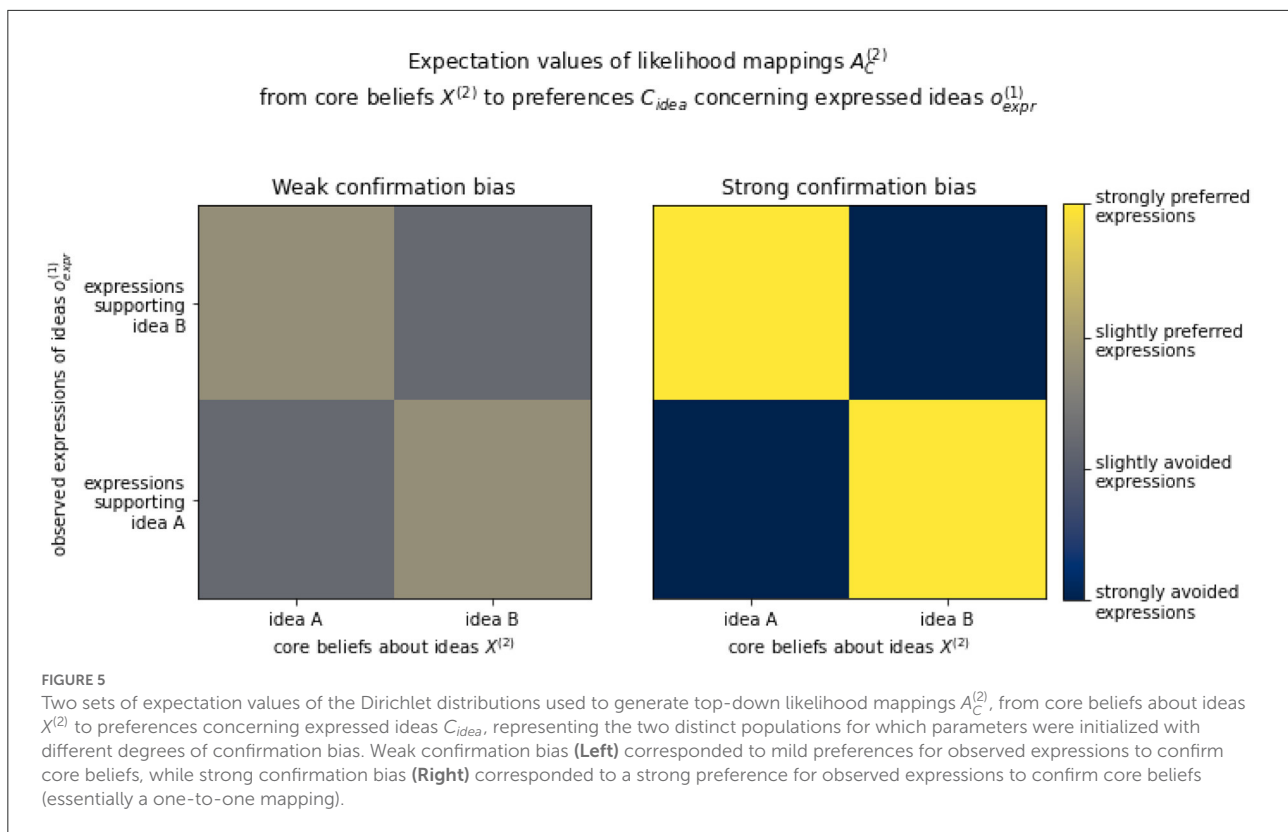 Expectation values of likelihood mappings A_C^(2)
from core beliefs X^(2) to preferences C_idea concerning expressed ideas o_expr^(1)
Weak confirmation bias
Strong confirmation bias
observed expressions of ideas o_expr^(1)
expressions
supporting
idea B
expressions
supporting
idea A
idea A
idea B
core beliefs about ideas X^(2)
idea A
idea B
core beliefs about ideas X^(2)
strongly preferred
expressions
slightly preferred
expressions
slightly avoided
expressions
strongly avoided
expressions
FIGURE 5
Two sets of expectation values of the Dirichlet distributions used to generate top-down likelihood mappings A_C^(2), from core beliefs about ideas
X^(2) to preferences concerning expressed ideas C_idea, representing the two distinct populations for which parameters were initialized with
different degrees of confirmation bias. Weak confirmation bias (Left) corresponded to mild preferences for observed expressions to confirm
core beliefs, while strong confirmation bias (Right) corresponded to a strong preference for observed expressions to confirm core beliefs
(essentially a one-to-one mapping).